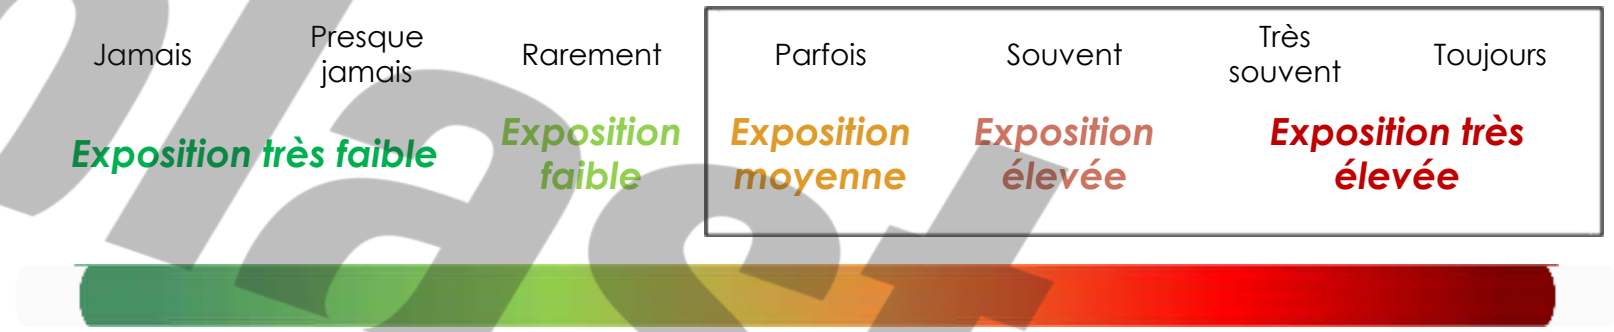 Jamais
Presque
jamais
Rarement
Parfois
Souvent
Très
souvent
Toujours
Exposition très faible
Exposition
faible
Exposition
moyenne
Exposition
élevée
Exposition très
élevée